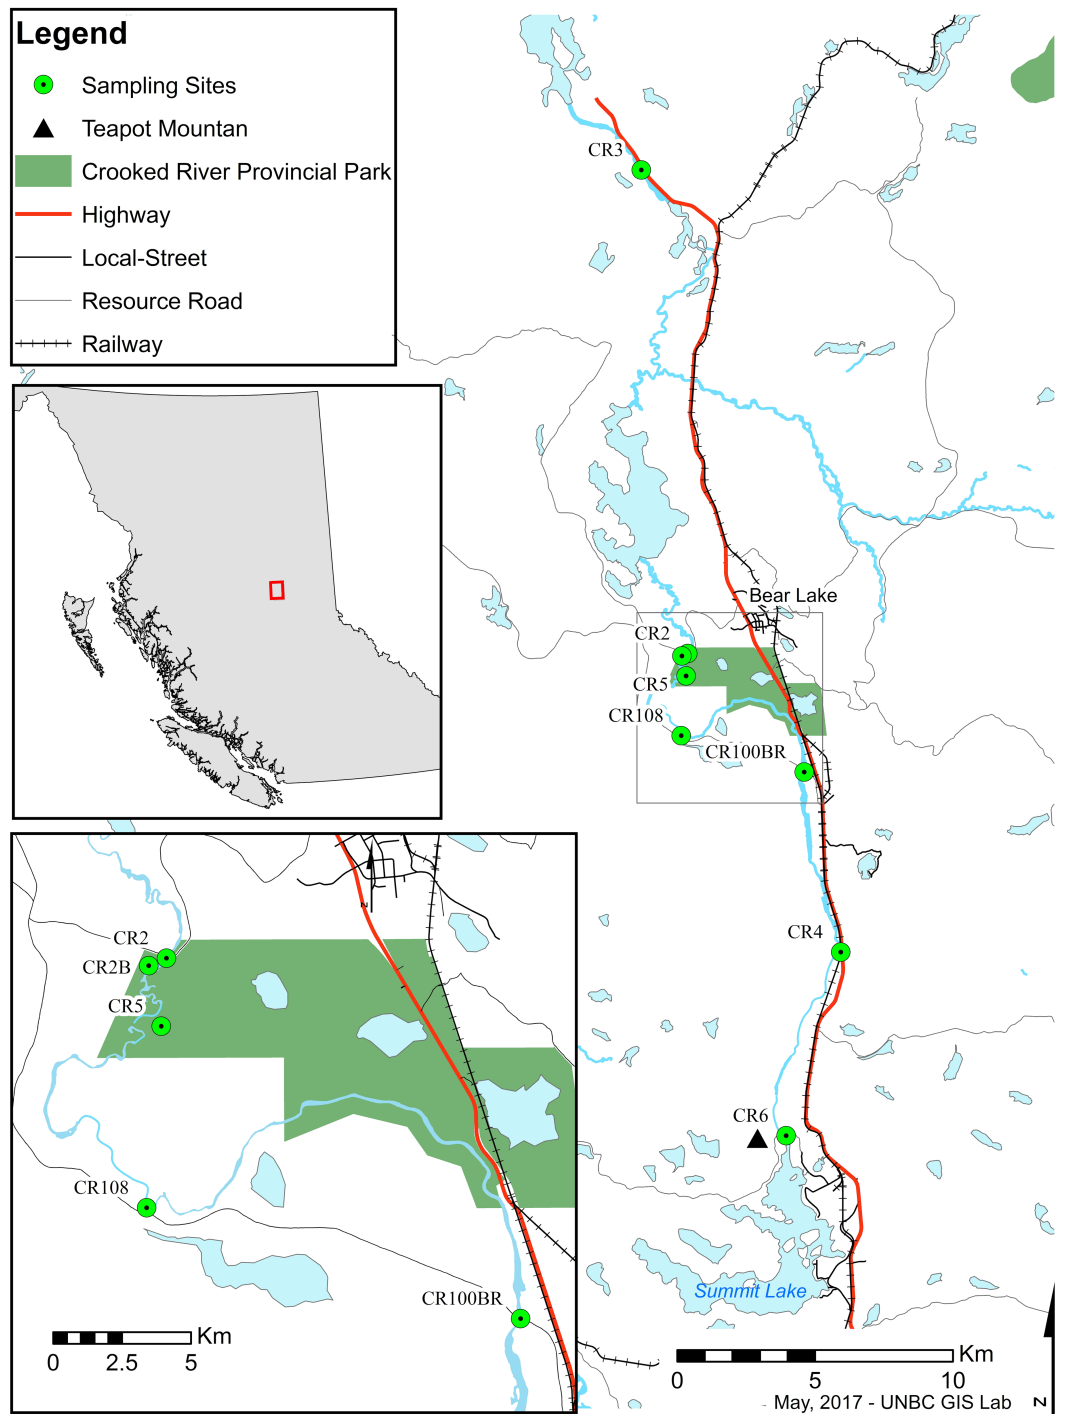 Legend
Sampling Sites
Teapot Mountan
Crooked River Provincial Park
Highway
Local-Street
Resource Road
Railway
CR3
Bear Lake
CR2
CR5
CR108
CR100BR
CR4
CR6
Summit Lake
CR2
CR2B
CR5
CR108
CR100BR
z
Km
0 2.5 5
Km
0 5 10
May, 2017 - UNBC GIS Lab
z